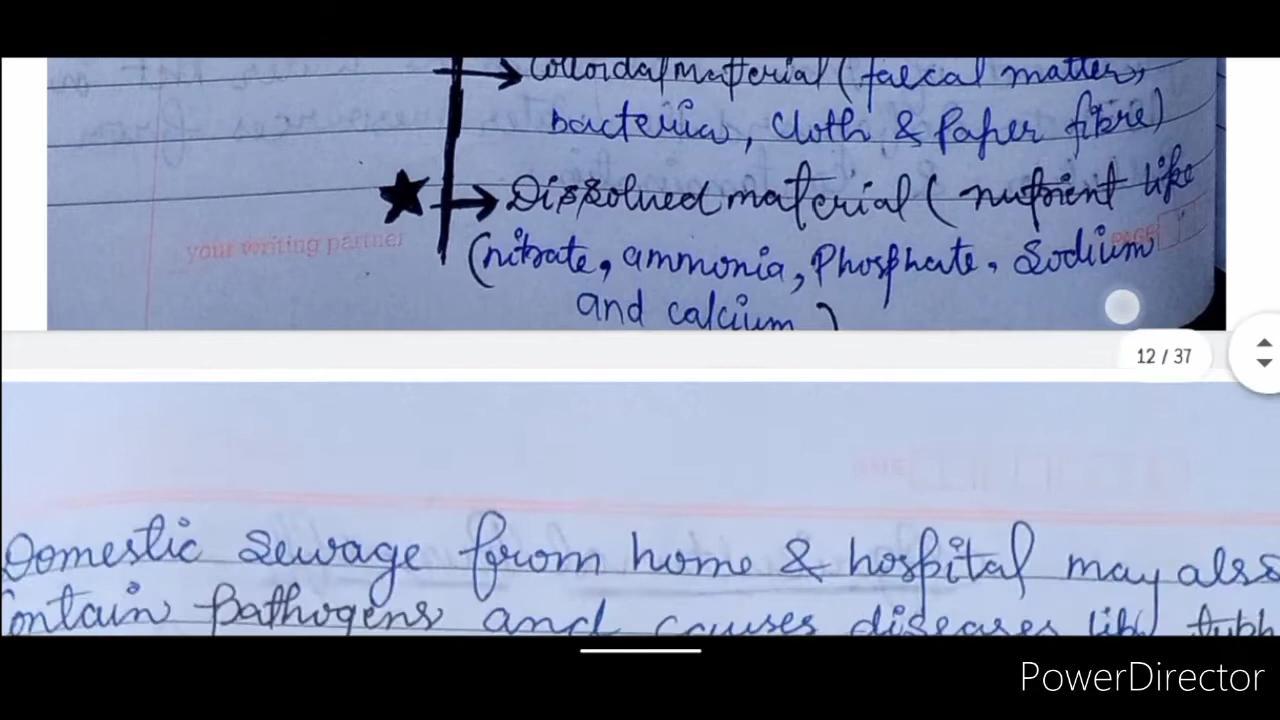 → Colloidal material ( faecal matter,
bacteria, Cloth & Paper fibre)
★ → Dissolved material ( nutrient like
your writing partner
PAGE
(nitrate, ammonia, Phosphate, Sodium
and calcium )
12 / 37
Domestic sewage from home & hospital may also
contain Pathogens and causes diseases like
PowerDirector